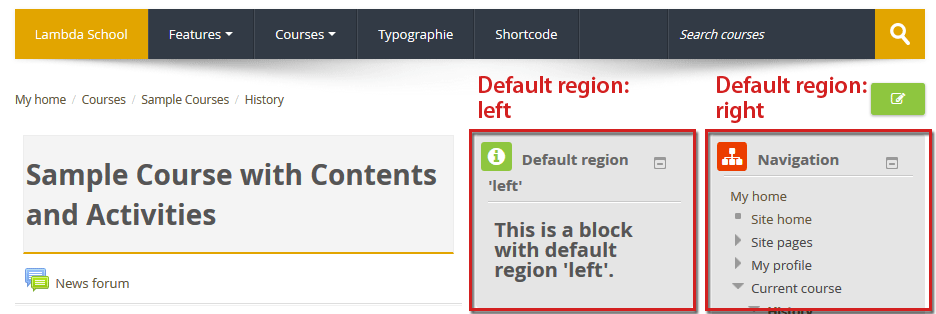 Lambda School Features Courses Typographie Shortcode Search courses
Default region:
left
Default region:
right
My home / Courses / Sample Courses / History
Sample Course with Contents
and Activities
News forum
Default region
'left'
This is a block
with default
region 'left'.
Navigation
My home
Site home
Site pages
My profile
Current course
History